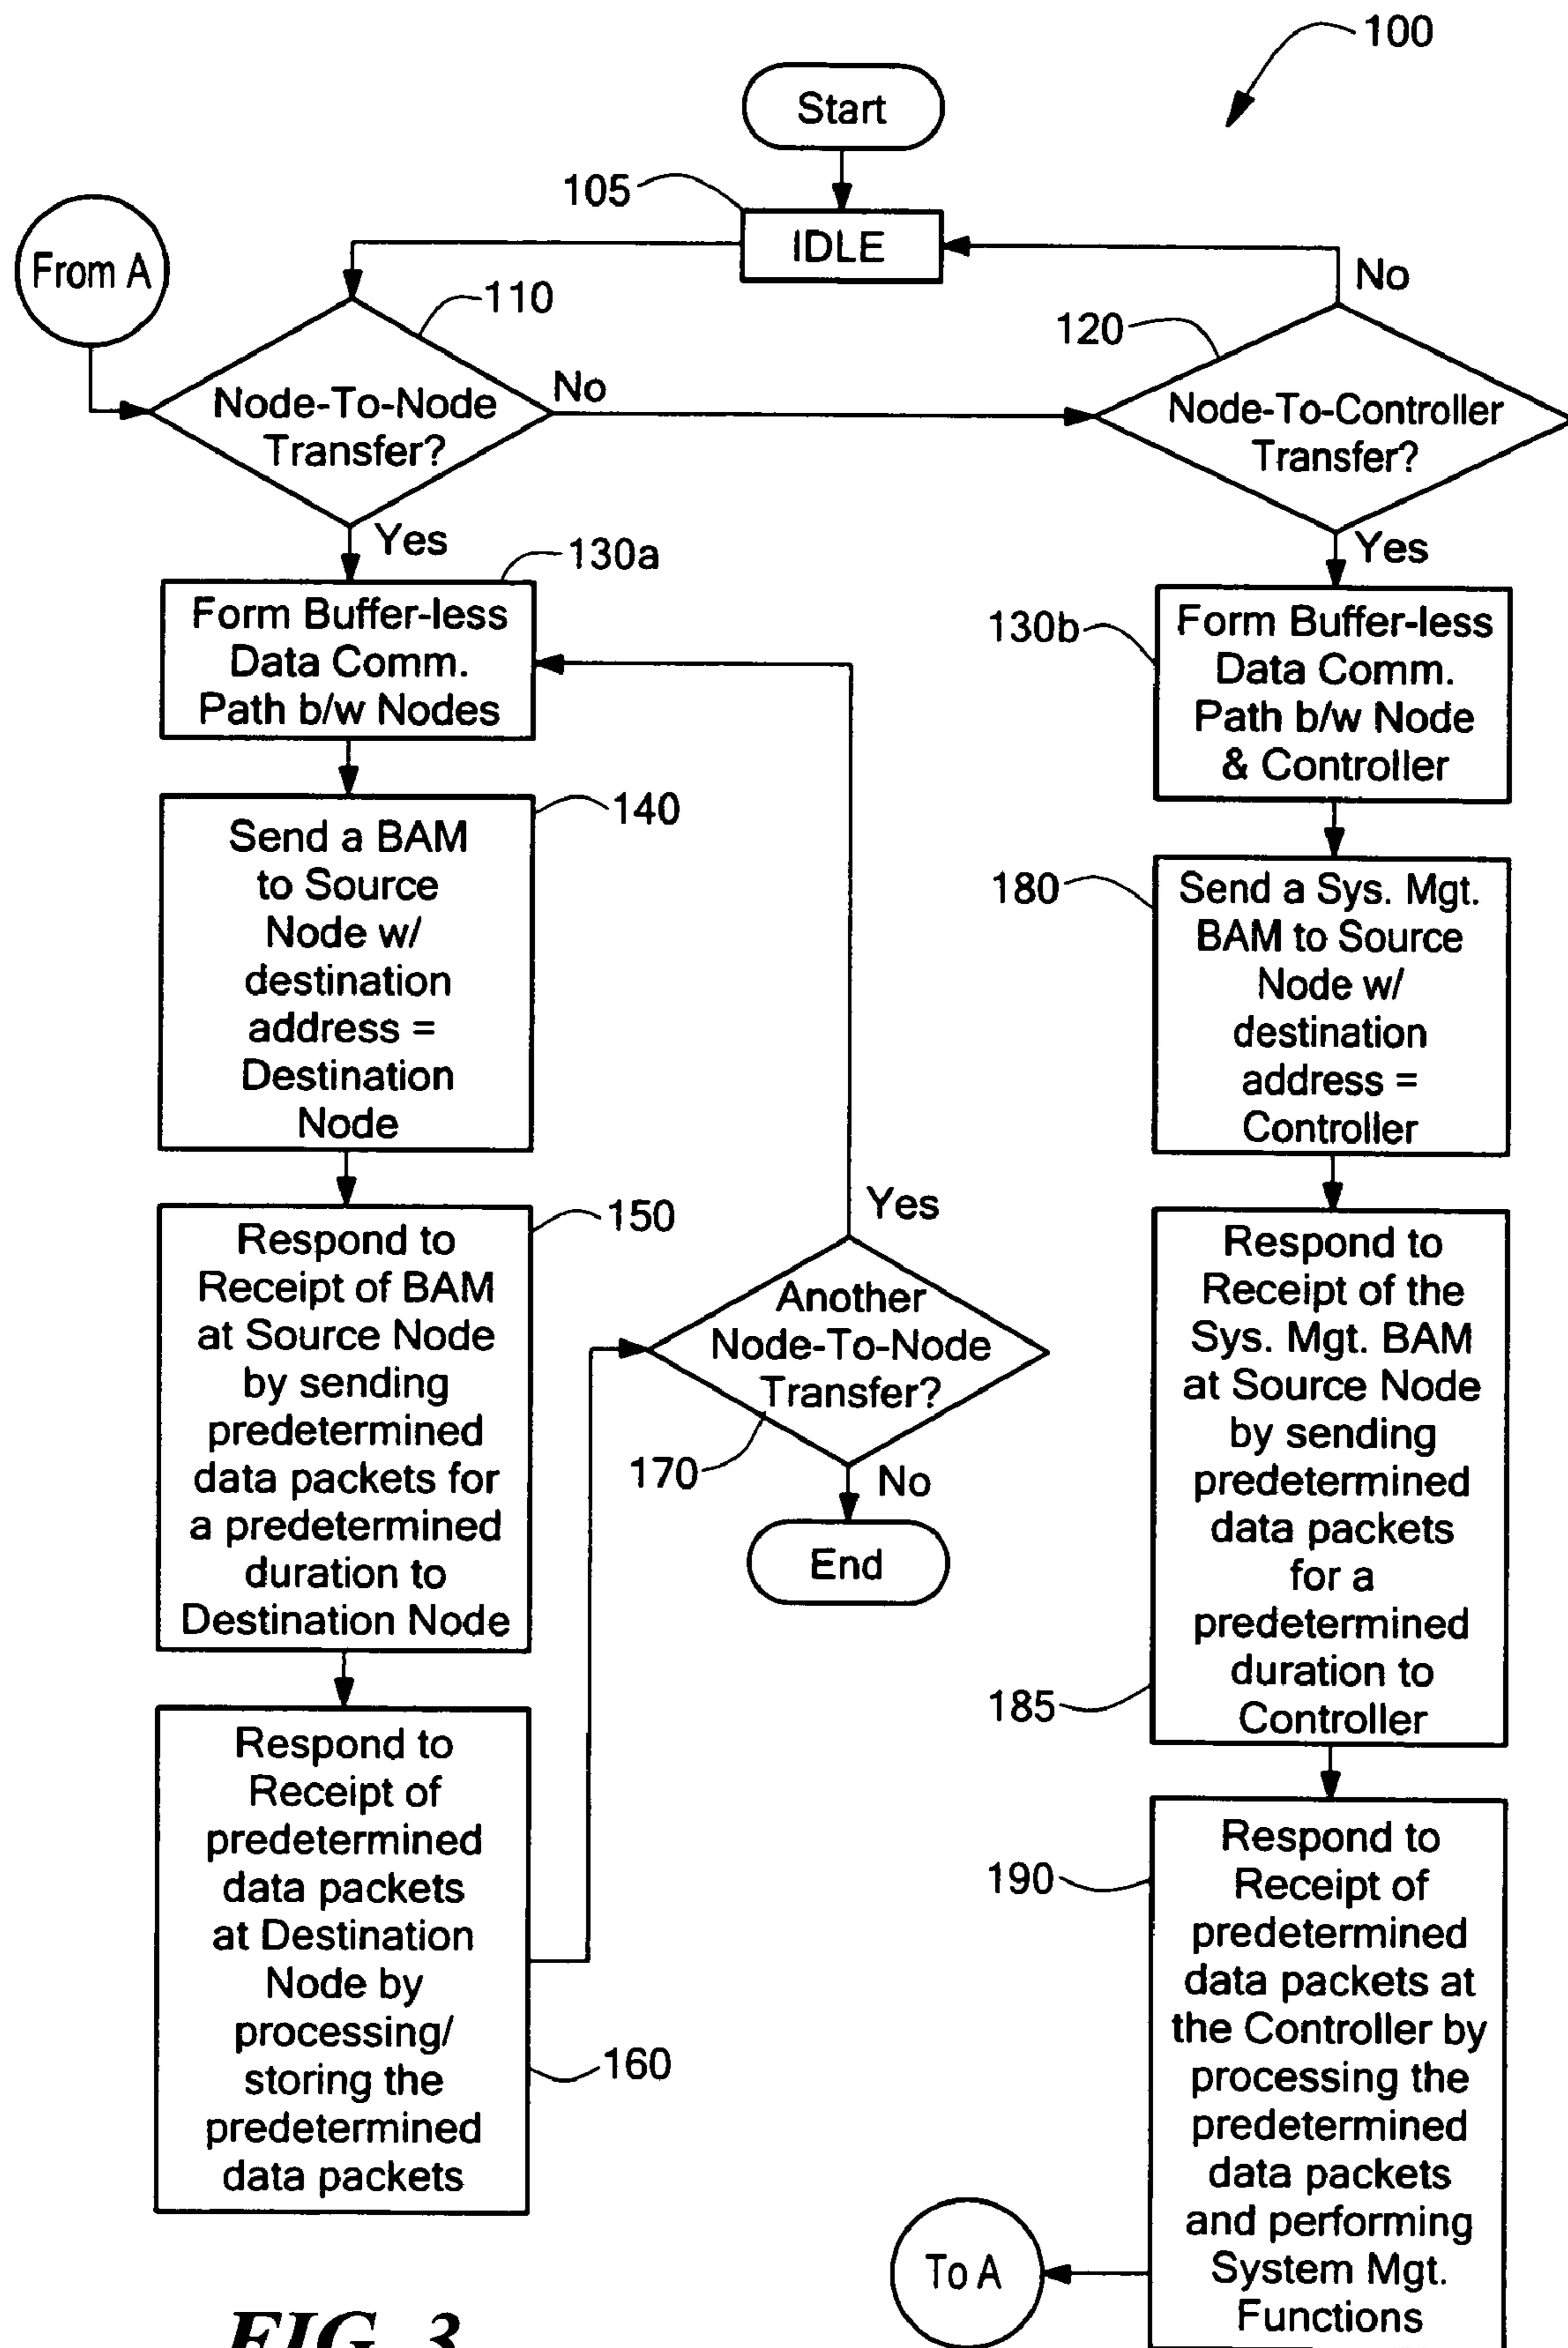 100
Start
105
IDLE
From A
No
110
120
Node-To-Node
Transfer?
No
Node-To-Controller
Transfer?
Yes
Yes
130a
Form Buffer-less
Data Comm.
Path b/w Nodes
130b
Form Buffer-less
Data Comm.
Path b/w Node
& Controller
140
Send a BAM
to Source
Node w/
destination
address =
Destination
Node
180
Send a Sys. Mgt.
BAM to Source
Node w/
destination
address =
Controller
150
Respond to
Receipt of BAM
at Source Node
by sending
predetermined
data packets for
a predetermined
duration to
Destination Node
Yes
Another
Node-To-Node
Transfer?
170
No
End
Respond to
Receipt of the
Sys. Mgt. BAM
at Source Node
by sending
predetermined
data packets
for a
predetermined
duration to
Controller
185
Respond to
Receipt of
predetermined
data packets
at Destination
Node by
processing/
storing the
predetermined
data packets
160
190
Respond to
Receipt of
predetermined
data packets at
the Controller by
processing the
predetermined
data packets
and performing
System Mgt.
Functions
To A
FIG. 3